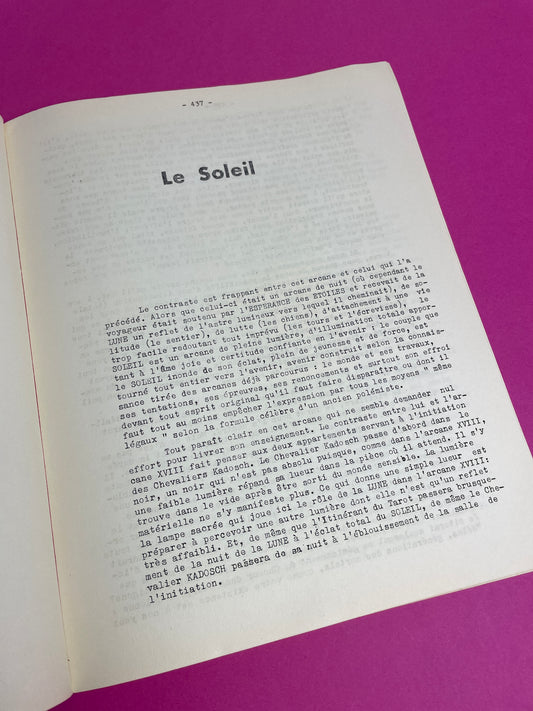 - 437 -
Le Soleil
Le contraste est frappant entre cet arcane et celui qui l'a
précédé. Alors que celui-ci était un arcane de nuit (où cependant le
voyageur était soutenu par l'ESPERANCE des ETOILES et recevait de la
LUNE un reflet de l'astre lumineux vers lequel il cheminait), de so-
litude (le sentier), de lutte (les chiens), d'attachement à une vie
trop facile redoutant tout imprévu (les tours et l'écrevisse), le
SOLEIL est un arcane de pleine lumière, d'illumination totale appor-
tant à l'âme joie et certitude confiante en l'avenir : le couple que
le SOLEIL inonde de son éclat, plein de jeunesse et de force, est
tourné tout entier vers l'avenir, avenir construit selon la connais-
sance tirée des arcanes déjà parcourus : le monde et ses travaux,
ses tentations, ses épreuves, ses renoncements et surtout son effroi
devant tout esprit original qu'il faut faire disparaître ou dont il
faut tout au moins empêcher l'expression par tous les moyens " même
légaux " selon la formule célèbre d'un ancien polémiste.
Tout paraît clair en cet arcane qui ne semble demander nul
effort pour livrer son enseignement. Le contraste entre lui et l'ar-
cane XVIII fait penser aux deux appartements servant à l'initiation
des Chevaliers Kadosch. Le Chevalier Kadosch passe d'abord dans le
noir, un noir qui n'est pas absolu puisque, comme dans l'arcane XVIII,
une faible lumière répand sa lueur dans la pièce où il attend. Il s'y
trouve dans le vide après être sorti du monde sensible. La lumière
matérielle ne s'y manifeste plus. Ce qui donne une simple lueur est
la lampe sacrée qui joue ici le rôle de la LUNE dans l'arcane XVIII:
préparer à percevoir une autre lumière dont elle n'est qu'un reflet
très affaibli. Et, de même que l'Itinérant du Tarot passera brusque-
ment de la nuit de la LUNE à l'éclat total du SOLEIL, de même le Che-
valier KADOSCH passera de sa nuit à l'éblouissement de la salle de
l'initiation.